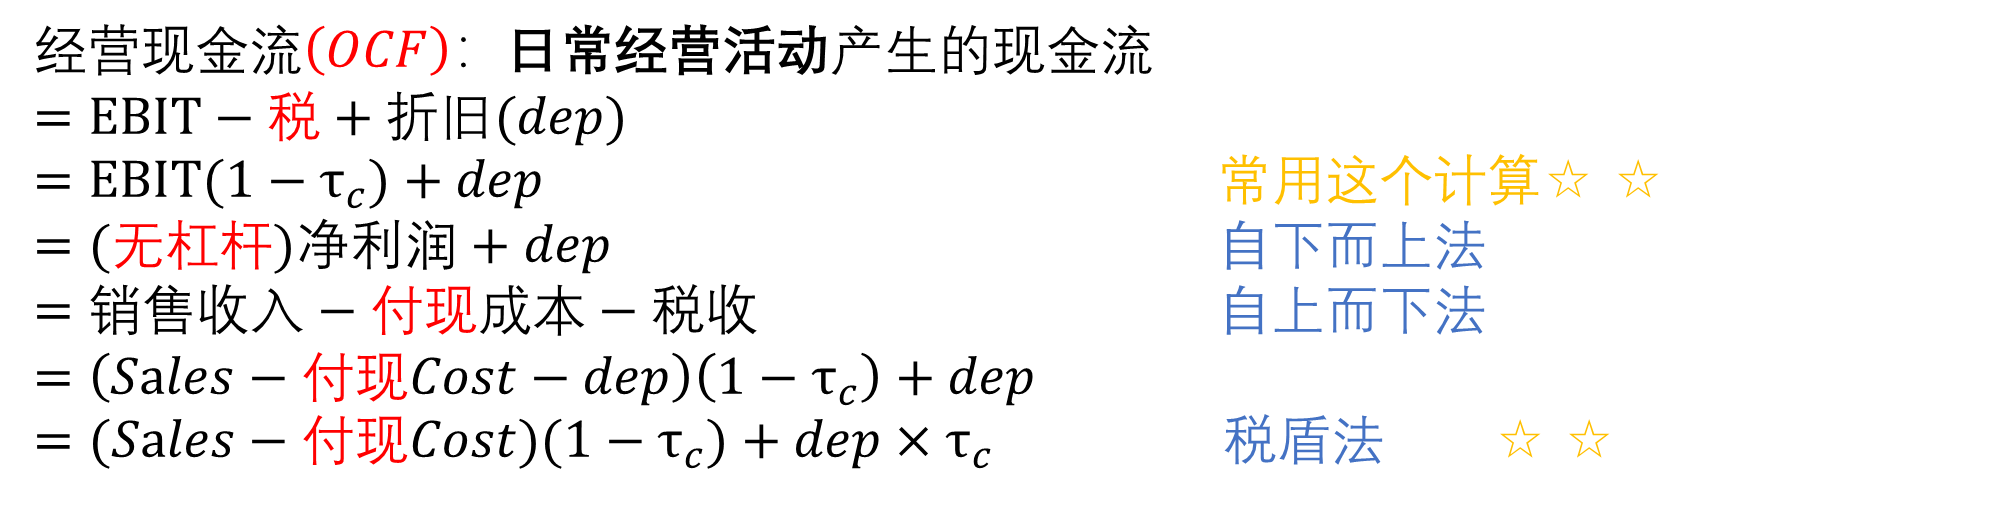 经营现金流(OCF)：日常经营活动产生的现金流
= EBIT − 税 + 折旧(dep)
= EBIT(1 − τc) + dep 常用这个计算☆ ☆
= (无杠杆)净利润 + dep 自下而上法
= 销售收入 − 付现成本 − 税收 自上而下法
= (Sales − 付现Cost − dep)(1 − τc) + dep
= (Sales − 付现Cost)(1 − τc) + dep × τc 税盾法 ☆ ☆